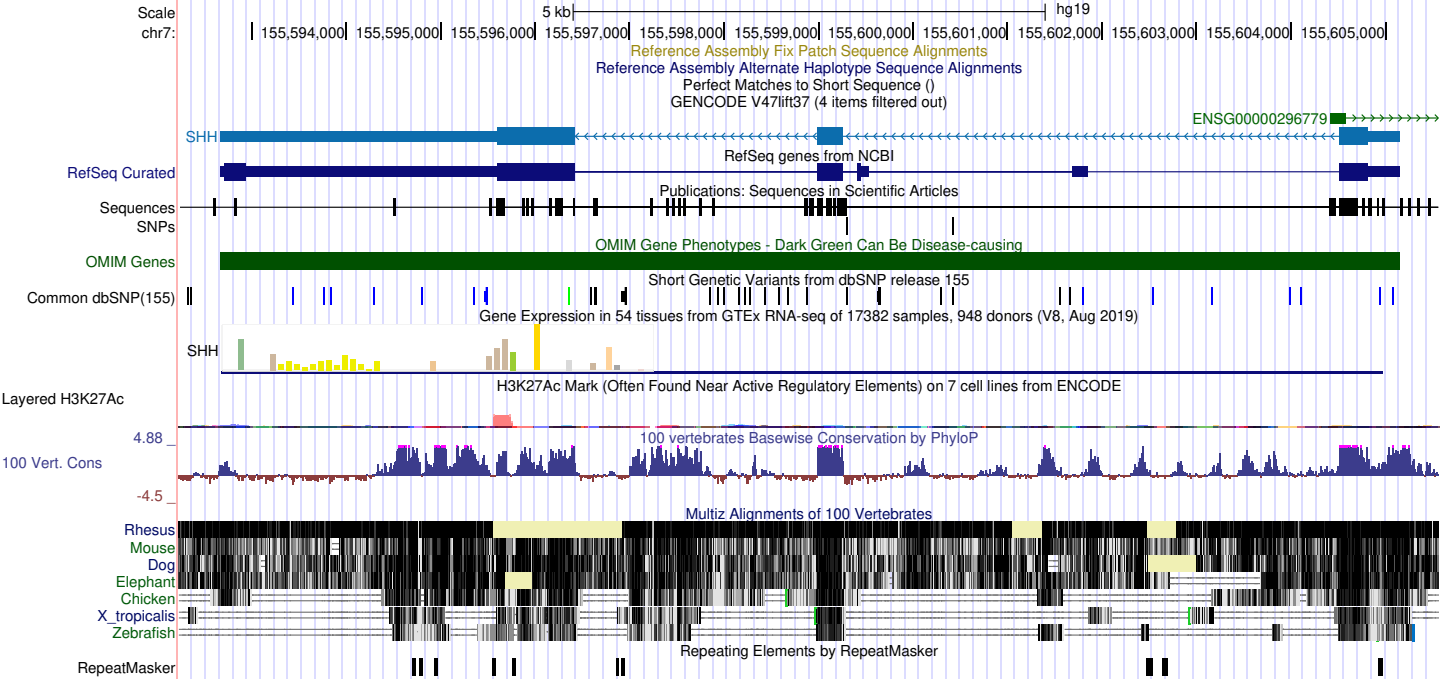 Scale 5 kb hg19
chr7: 155,594,000 155,595,000 155,596,000 155,597,000 155,598,000 155,599,000 155,600,000 155,601,000 155,602,000 155,603,000 155,604,000 155,605,000
Reference Assembly Fix Patch Sequence Alignments
Reference Assembly Alternate Haplotype Sequence Alignments
Perfect Matches to Short Sequence ()
GENCODE V47lift37 (4 items filtered out)
ENSG00000296779
SHH
RefSeq genes from NCBI
RefSeq Curated
Publications: Sequences in Scientific Articles
Sequences
SNPs
OMIM Gene Phenotypes - Dark Green Can Be Disease-causing
OMIM Genes
Short Genetic Variants from dbSNP release 155
Common dbSNP(155)
Gene Expression in 54 tissues from GTEx RNA-seq of 17382 samples, 948 donors (V8, Aug 2019)
SHH
H3K27Ac Mark (Often Found Near Active Regulatory Elements) on 7 cell lines from ENCODE
Layered H3K27Ac
100 vertebrates Basewise Conservation by PhyloP
4.88 _
100 Vert. Cons
-4.5 _
Multiz Alignments of 100 Vertebrates
Rhesus
Mouse
Dog
Elephant
Chicken
X_tropicalis
Zebrafish
Repeating Elements by RepeatMasker
RepeatMasker